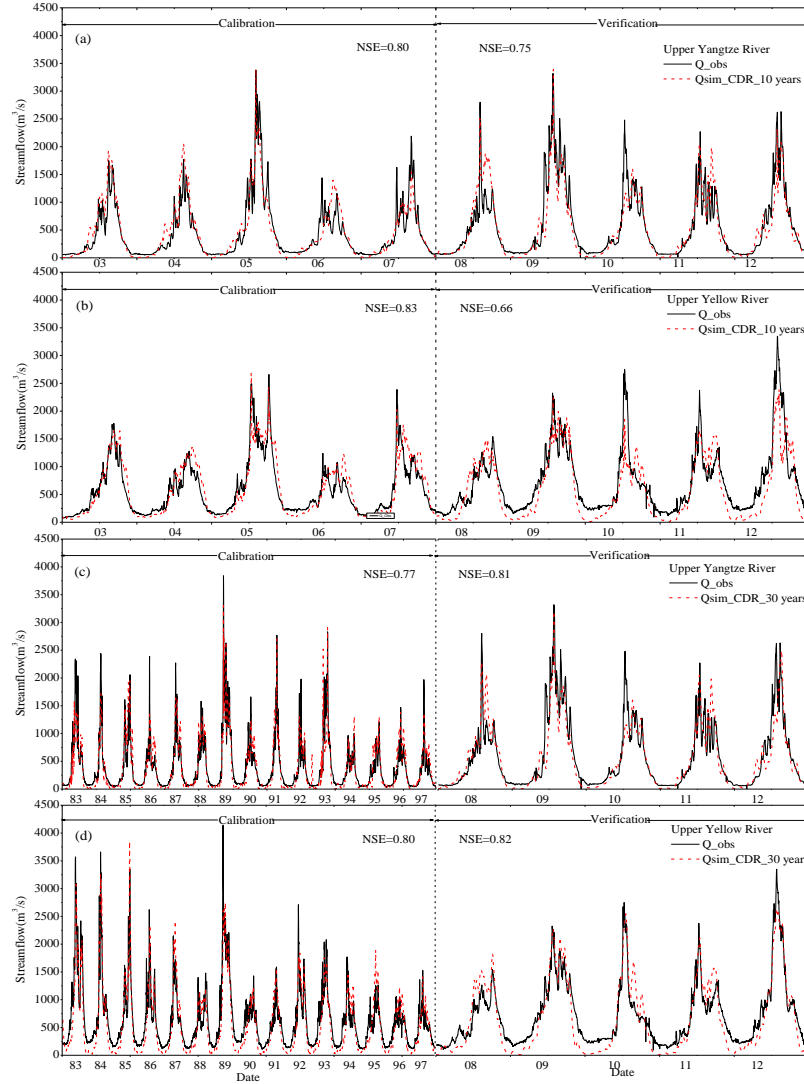 4500
4000
3500
3000
2500
2000
1500
1000
500
0
Streamflow(m³/s)
Calibration
Verification
(a)
NSE=0.80
NSE=0.75
Upper Yangtze River
Q_obs
Qsim_CDR_10 years
03 04 05 06 07 08 09 10 11 12
4500
4000
3500
3000
2500
2000
1500
1000
500
0
Streamflow(m³/s)
Calibration
Verification
(b)
NSE=0.83
NSE=0.66
Upper Yellow River
Q_obs
Qsim_CDR_10 years
03 04 05 06 07 08 09 10 11 12
4500
4000
3500
3000
2500
2000
1500
1000
500
0
Streamflow(m³/s)
Calibration
Verification
(c)
NSE=0.77
NSE=0.81
Upper Yangtze River
Q_obs
Qsim_CDR_30 years
83 84 85 86 87 88 89 90 91 92 93 94 95 96 97 08 09 10 11 12
4500
4000
3500
3000
2500
2000
1500
1000
500
0
Streamflow(m³/s)
Calibration
Verification
(d)
NSE=0.80
NSE=0.82
Upper Yellow River
Q_obs
Qsim_CDR_30 years
83 84 85 86 87 88 89 90 91 92 93 94 95 96 97 08 09 10 11 12
Date
Date